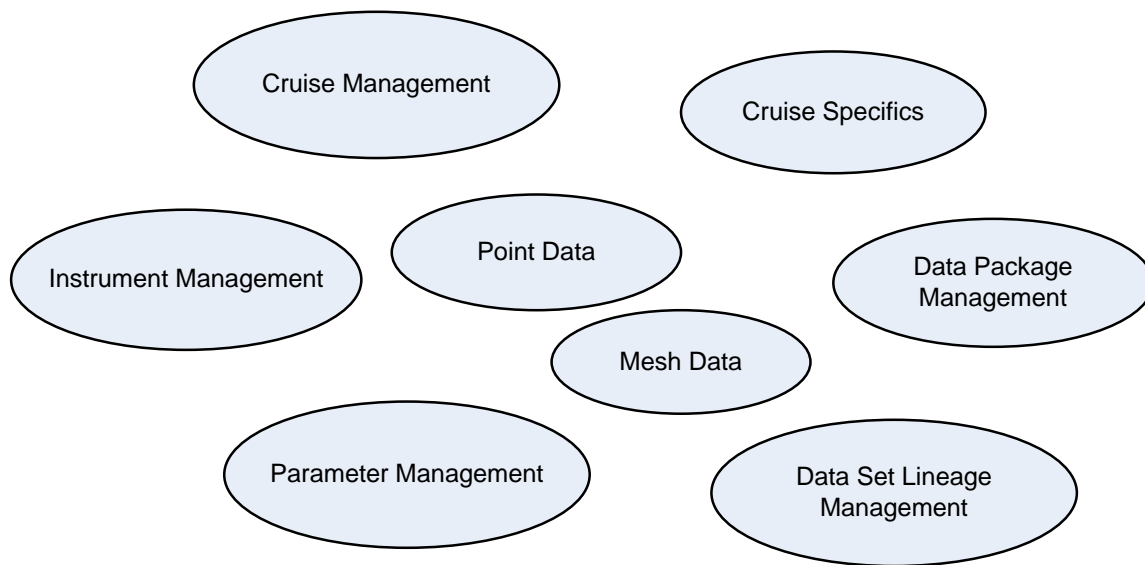 Cruise Management
Cruise Specifics
Point Data
Instrument Management
Data Package
Management
Mesh Data
Parameter Management
Data Set Lineage
Management